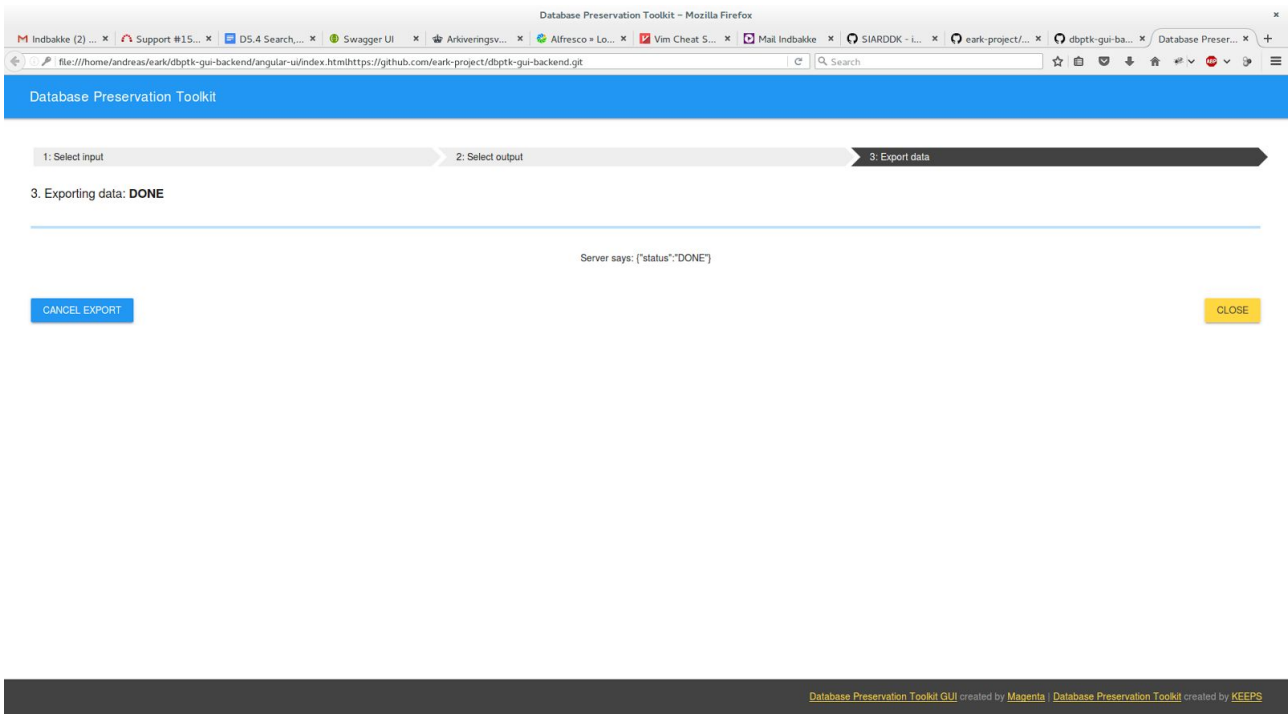 Database Preservation Toolkit - Mozilla Firefox
Indbakke (2) ... Support #15... D5.4 Search,... Swagger UI Arkiveringsv... Alfresco » Lo... Vim Cheat S... Mail Indbakke SIARDDK - i... eark-project/... dbptk-gui-ba... Database Preser...
file:///home/andreas/eark/dbptk-gui-backend/angular-ui/index.htmlhttps://github.com/eark-project/dbptk-gui-backend.git Search ABP
Database Preservation Toolkit
1: Select input 2: Select output 3: Export data
3. Exporting data: DONE
Server says: {"status":"DONE"}
CANCEL EXPORT CLOSE
Database Preservation Toolkit GUI created by Magenta | Database Preservation Toolkit created by KEEPS